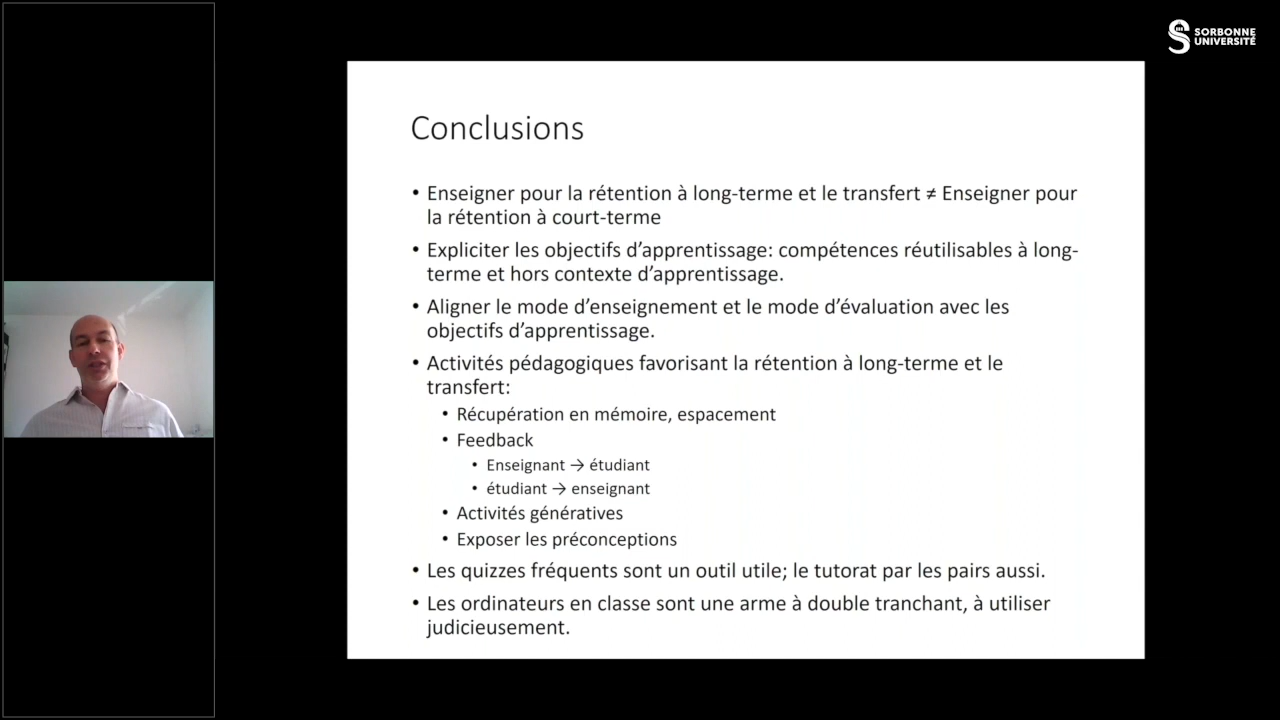 SORBONNE
UNIVERSITÉ
Conclusions
• Enseigner pour la rétention à long-terme et le transfert ≠ Enseigner pour
la rétention à court-terme
• Expliciter les objectifs d’apprentissage: compétences réutilisables à long-
terme et hors contexte d’apprentissage.
• Aligner le mode d’enseignement et le mode d’évaluation avec les
objectifs d’apprentissage.
• Activités pédagogiques favorisant la rétention à long-terme et le
transfert:
• Récupération en mémoire, espacement
• Feedback
• Enseignant → étudiant
• étudiant → enseignant
• Activités génératives
• Exposer les préconceptions
• Les quizzes fréquents sont un outil utile; le tutorat par les pairs aussi.
• Les ordinateurs en classe sont une arme à double tranchant, à utiliser
judicieusement.